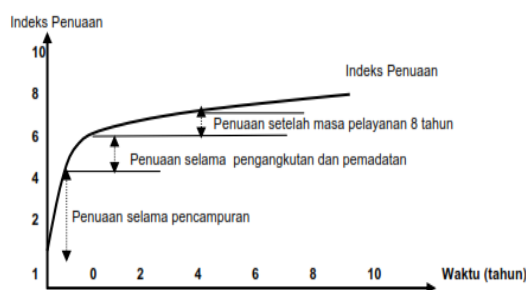 Indeks Penuaan
10
Indeks Penuaan
8
Penuaan setelah masa pelayanan 8 tahun
6
Penuaan selama pengangkutan dan pemadatan
4
2
Penuaan selama pencampuran
1 0 2 4 6 8 10 Waktu (tahun)